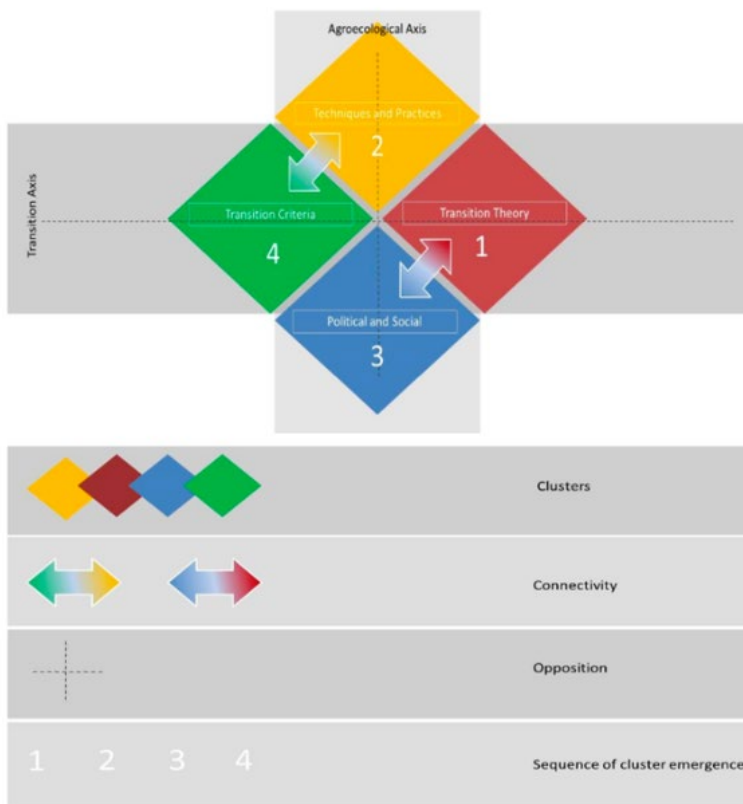 Agroecological Axis
Techniques and Practices
2
Transition Axis
Transition Criteria
4
Transition Theory
1
Political and Social
3
Clusters
Connectivity
Opposition
1 2 3 4
Sequence of cluster emergence